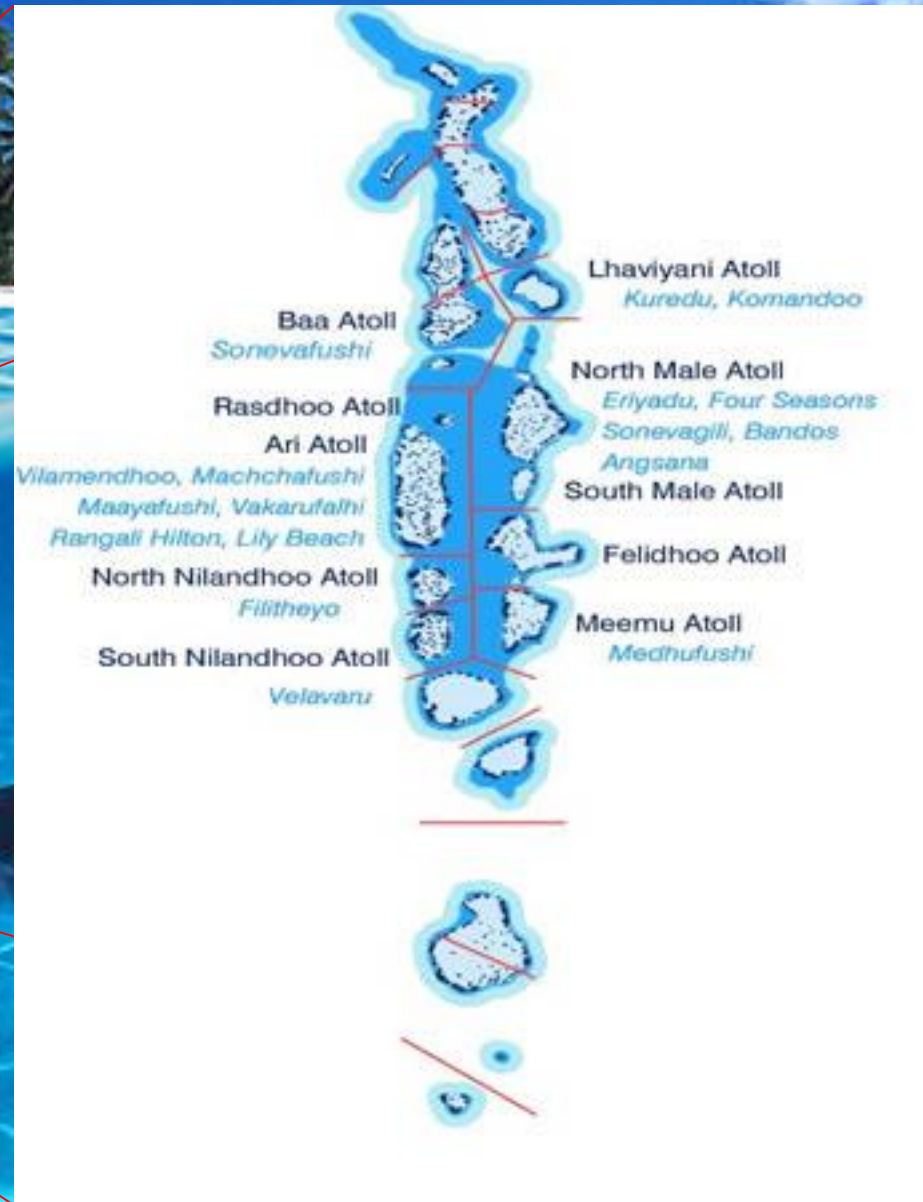 Lhaviyani Atoll
Kuredu, Komandoo
Baa Atoll
Sonevafushi
North Male Atoll
Eriyadu, Four Seasons
Sonevagili, Bandos
Angsana
Rasdhoo Atoll
Ari Atoll
Vilamendhoo, Machchafushi
Maayafushi, Vakarufalhi
Rangali Hilton, Lily Beach
South Male Atoll
Felidhoo Atoll
North Nilandhoo Atoll
Filitheyo
Meemu Atoll
Medhufushi
South Nilandhoo Atoll
Velavaru